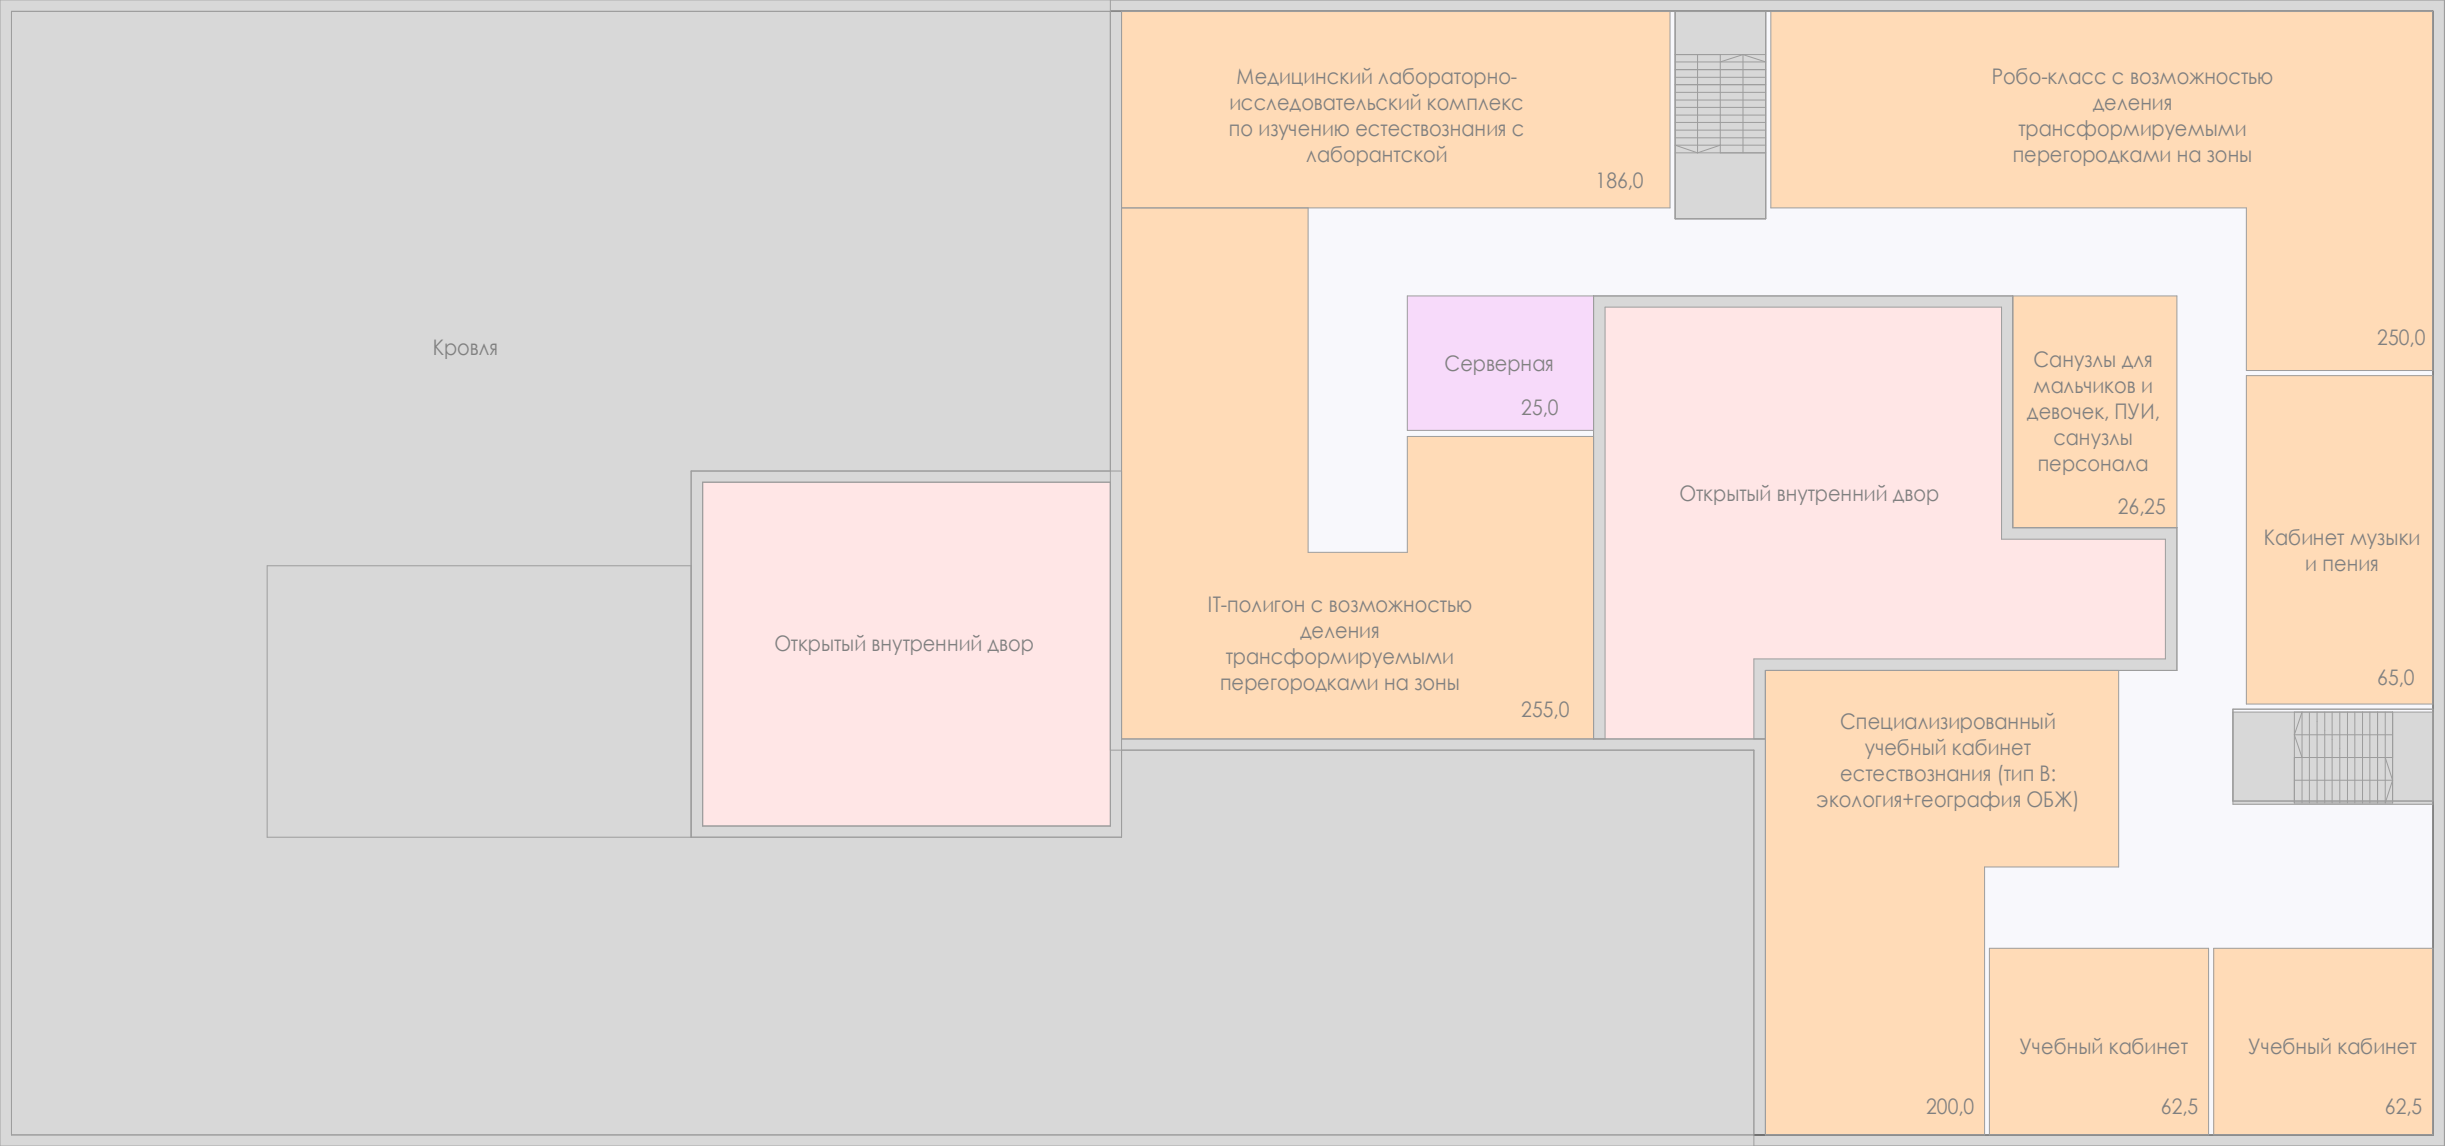 Медицинский лабораторно-
исследовательский комплекс
по изучению естествознания с
лаборантской
186,0
Робо-класс с возможностью
деления
трансформируемыми
перегородками на зоны
250,0
Кровля
Серверная
25,0
Санузлы для
мальчиков и
девочек, ПУИ,
санузлы
персонала
26,25
Открытый внутренний двор
Кабинет музыки
и пения
65,0
Открытый внутренний двор
IT-полигон с возможностью
деления
трансформируемыми
перегородками на зоны
255,0
Специализированный
учебный кабинет
естествознания (тип В:
экология+география ОБЖ)
200,0
Учебный кабинет
62,5
Учебный кабинет
62,5